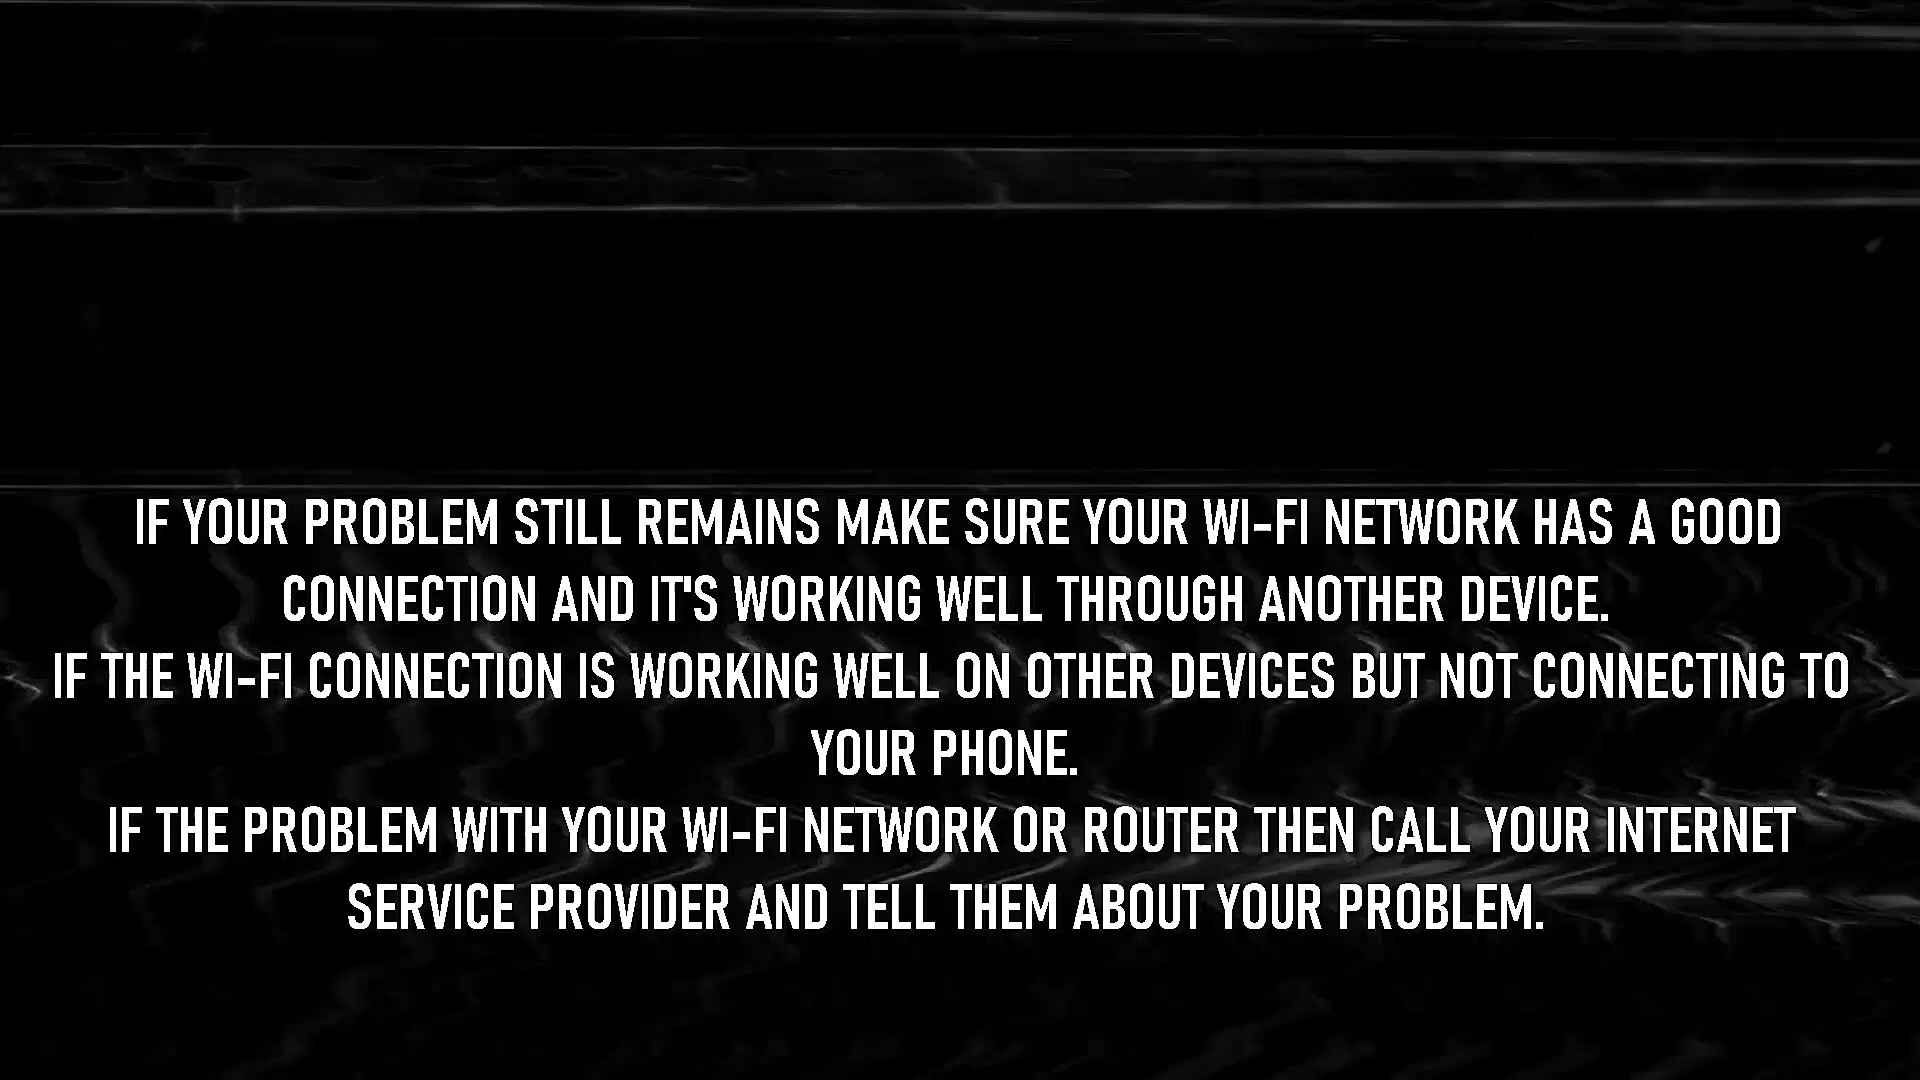 IF YOUR PROBLEM STILL REMAINS MAKE SURE YOUR WI-FI NETWORK HAS A GOOD
CONNECTION AND IT'S WORKING WELL THROUGH ANOTHER DEVICE.
IF THE WI-FI CONNECTION IS WORKING WELL ON OTHER DEVICES BUT NOT CONNECTING TO
YOUR PHONE.
IF THE PROBLEM WITH YOUR WI-FI NETWORK OR ROUTER THEN CALL YOUR INTERNET
SERVICE PROVIDER AND TELL THEM ABOUT YOUR PROBLEM.